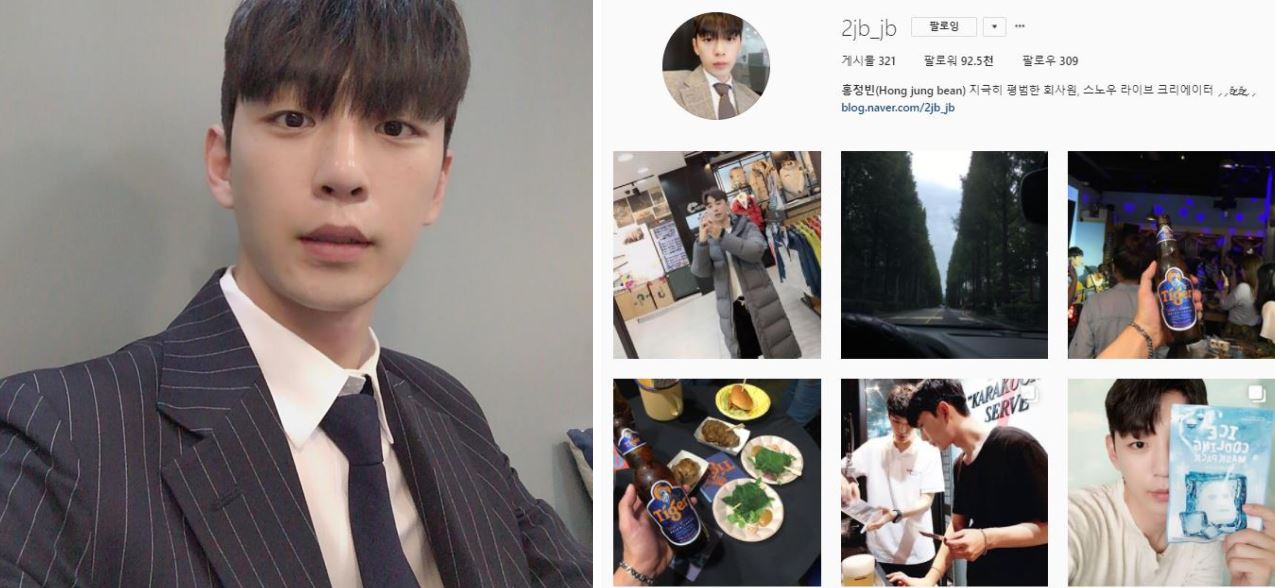 2jb_jb 팔로잉
게시물 321 팔로워 92.5천 팔로우 309
홍정빈(Hong jung bean) 지극히 평범한 회사원, 스노우 라이브 크리에이터
blog.naver.com/2jb_jb
Tiger
Tiger
"KARAKUCHI
SERVE
ICE
COOLING
MASK PACK